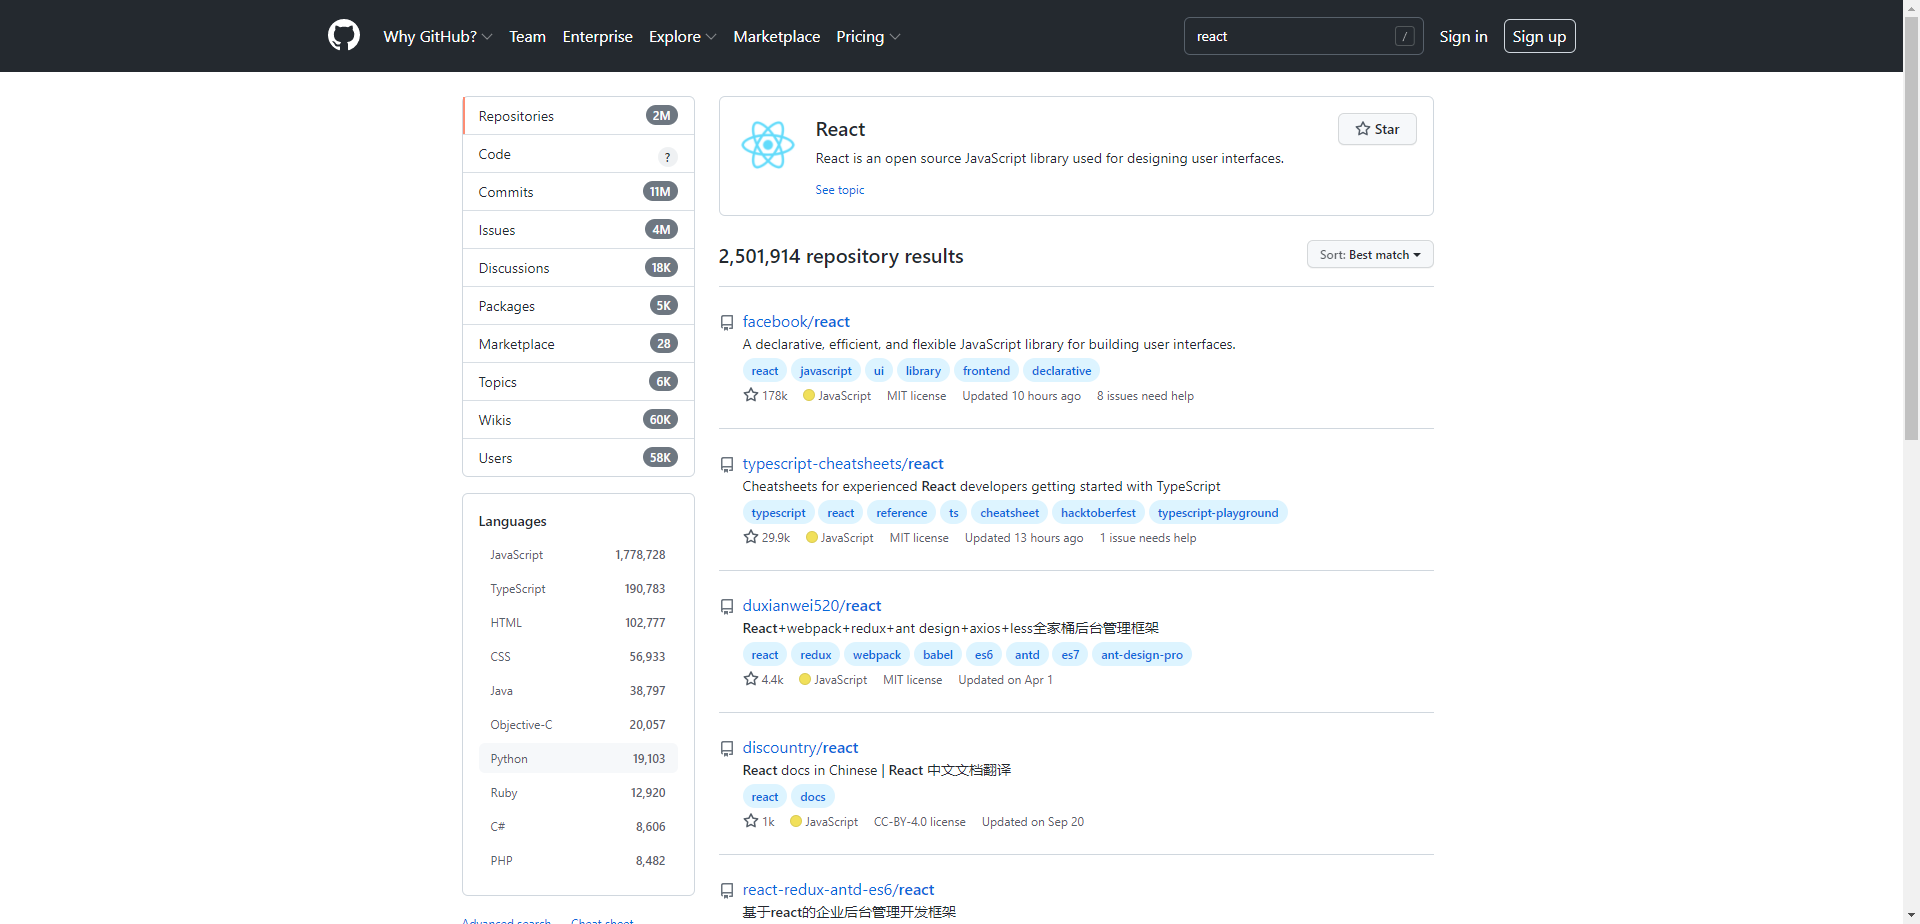 Why GitHub? Team Enterprise Explore Marketplace Pricing react / Sign in Sign up
Repositories 2M
Code ?
Commits 11M
Issues 4M
Discussions 18K
Packages 5K
Marketplace 28
Topics 6K
Wikis 60K
Users 58K
Languages
JavaScript 1,778,728
TypeScript 190,783
HTML 102,777
CSS 56,933
Java 38,797
Objective-C 20,057
Python 19,103
Ruby 12,920
C# 8,606
PHP 8,482
Advanced search Cheat sheet
React
Star
React is an open source JavaScript library used for designing user interfaces.
See topic
2,501,914 repository results
Sort: Best match
facebook/react
A declarative, efficient, and flexible JavaScript library for building user interfaces.
react javascript ui library frontend declarative
178k JavaScript MIT license Updated 10 hours ago 8 issues need help
typescript-cheatsheets/react
Cheatsheets for experienced React developers getting started with TypeScript
typescript react reference ts cheatsheet hacktoberfest typescript-playground
29.9k JavaScript MIT license Updated 13 hours ago 1 issue needs help
duxianwei520/react
React+webpack+redux+ant design+axios+less全家桶后台管理框架
react redux webpack babel es6 antd es7 ant-design-pro
4.4k JavaScript MIT license Updated on Apr 1
discountry/react
React docs in Chinese | React 中文文档翻译
react docs
1k JavaScript CC-BY-4.0 license Updated on Sep 20
react-redux-antd-es6/react
基于react的企业后台管理开发框架